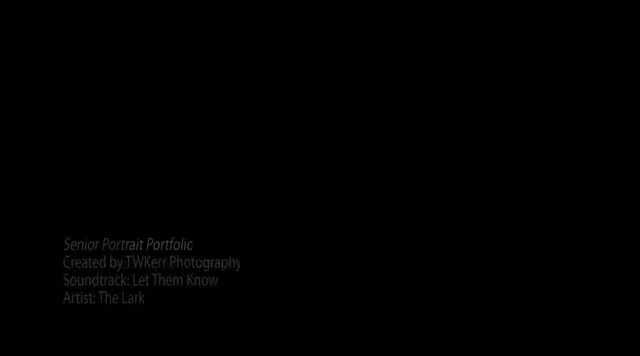 Senior Portrait Portfolio
Created by TWKerr Photography
Soundtrack: Let Them Know
Artist: The Lark